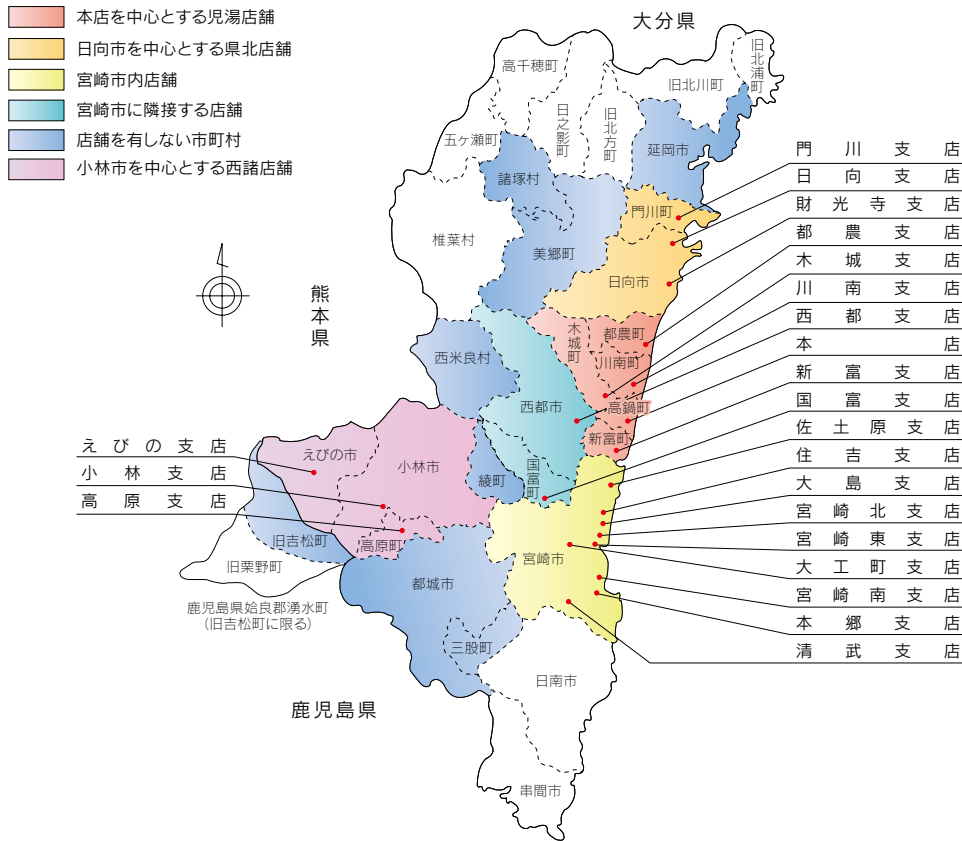 本店を中心とする児湯店舗
日向市を中心とする県北店舗
宮崎市内店舗
宮崎市に隣接する店舗
店舗を有しない市町村
小林市を中心とする西諸店舗
大分県
熊本県
鹿児島県
高千穂町
日之影町
旧北方町
旧北川町
旧北浦町
五ヶ瀬町
延岡市
諸塚村
門川町
椎葉村
美郷町
日向市
木城町
都農町
川南町
西米良村
西都市
高鍋町
新富町
えびの市
小林市
綾町
国富町
高原町
旧吉松町
旧栗野町
宮崎市
都城市
鹿児島県姶良郡湧水町
(旧吉松町に限る)
三股町
日南市
串間市
門川支店
日向支店
財光寺支店
都農支店
木城支店
川南支店
西都支店
本店
新富支店
国富支店
佐土原支店
住吉支店
大島支店
宮崎北支店
宮崎東支店
大工町支店
宮崎南支店
本郷支店
清武支店
えびの支店
小林支店
高原支店